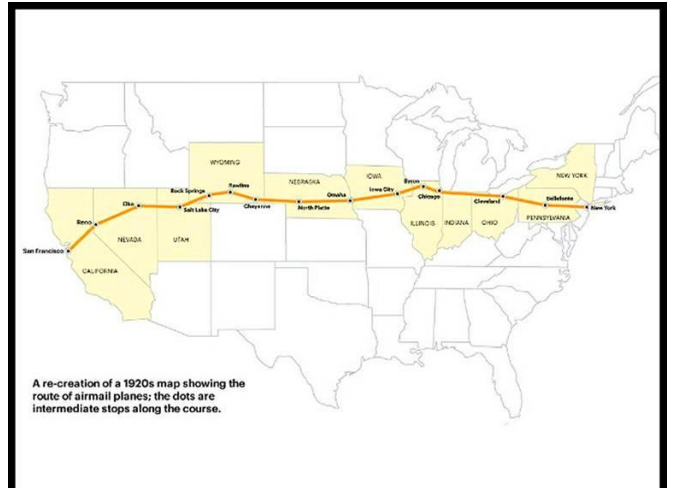 WYOMING
NEBRASKA
IOWA
NEW YORK
Rock Springs
Rawlins
Elko
Salt Lake City
Cheyenne
North Platte
Omaha
Iowa City
Byron
Chicago
Cleveland
Bellefonte
New York
Reno
NEVADA
UTAH
ILLINOIS
INDIANA
OHIO
PENNSYLVANIA
San Francisco
CALIFORNIA
A re-creation of a 1920s map showing the
route of airmail planes; the dots are
intermediate stops along the course.